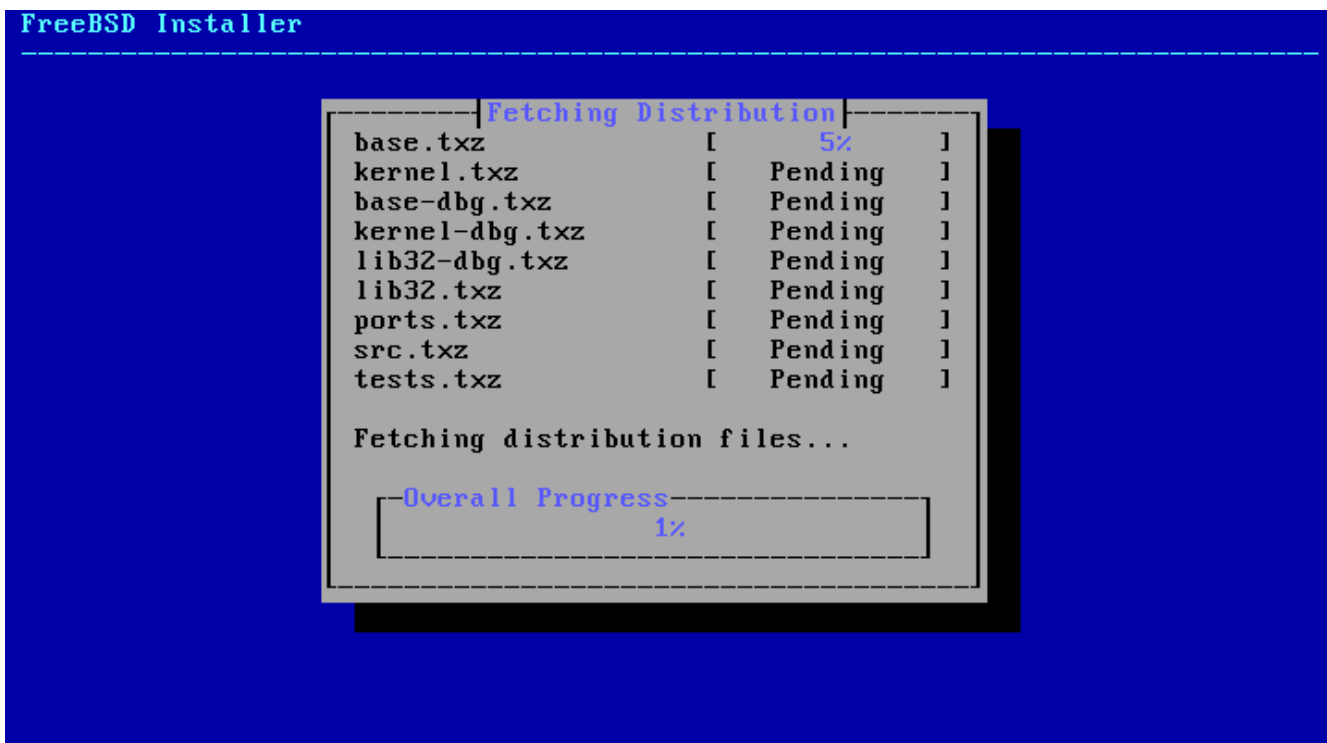 FreeBSD Installer
Fetching Distribution
base.txz [ 5% ]
kernel.txz [ Pending ]
base-dbg.txz [ Pending ]
kernel-dbg.txz [ Pending ]
lib32-dbg.txz [ Pending ]
lib32.txz [ Pending ]
ports.txz [ Pending ]
src.txz [ Pending ]
tests.txz [ Pending ]
Fetching distribution files...
Overall Progress
1%